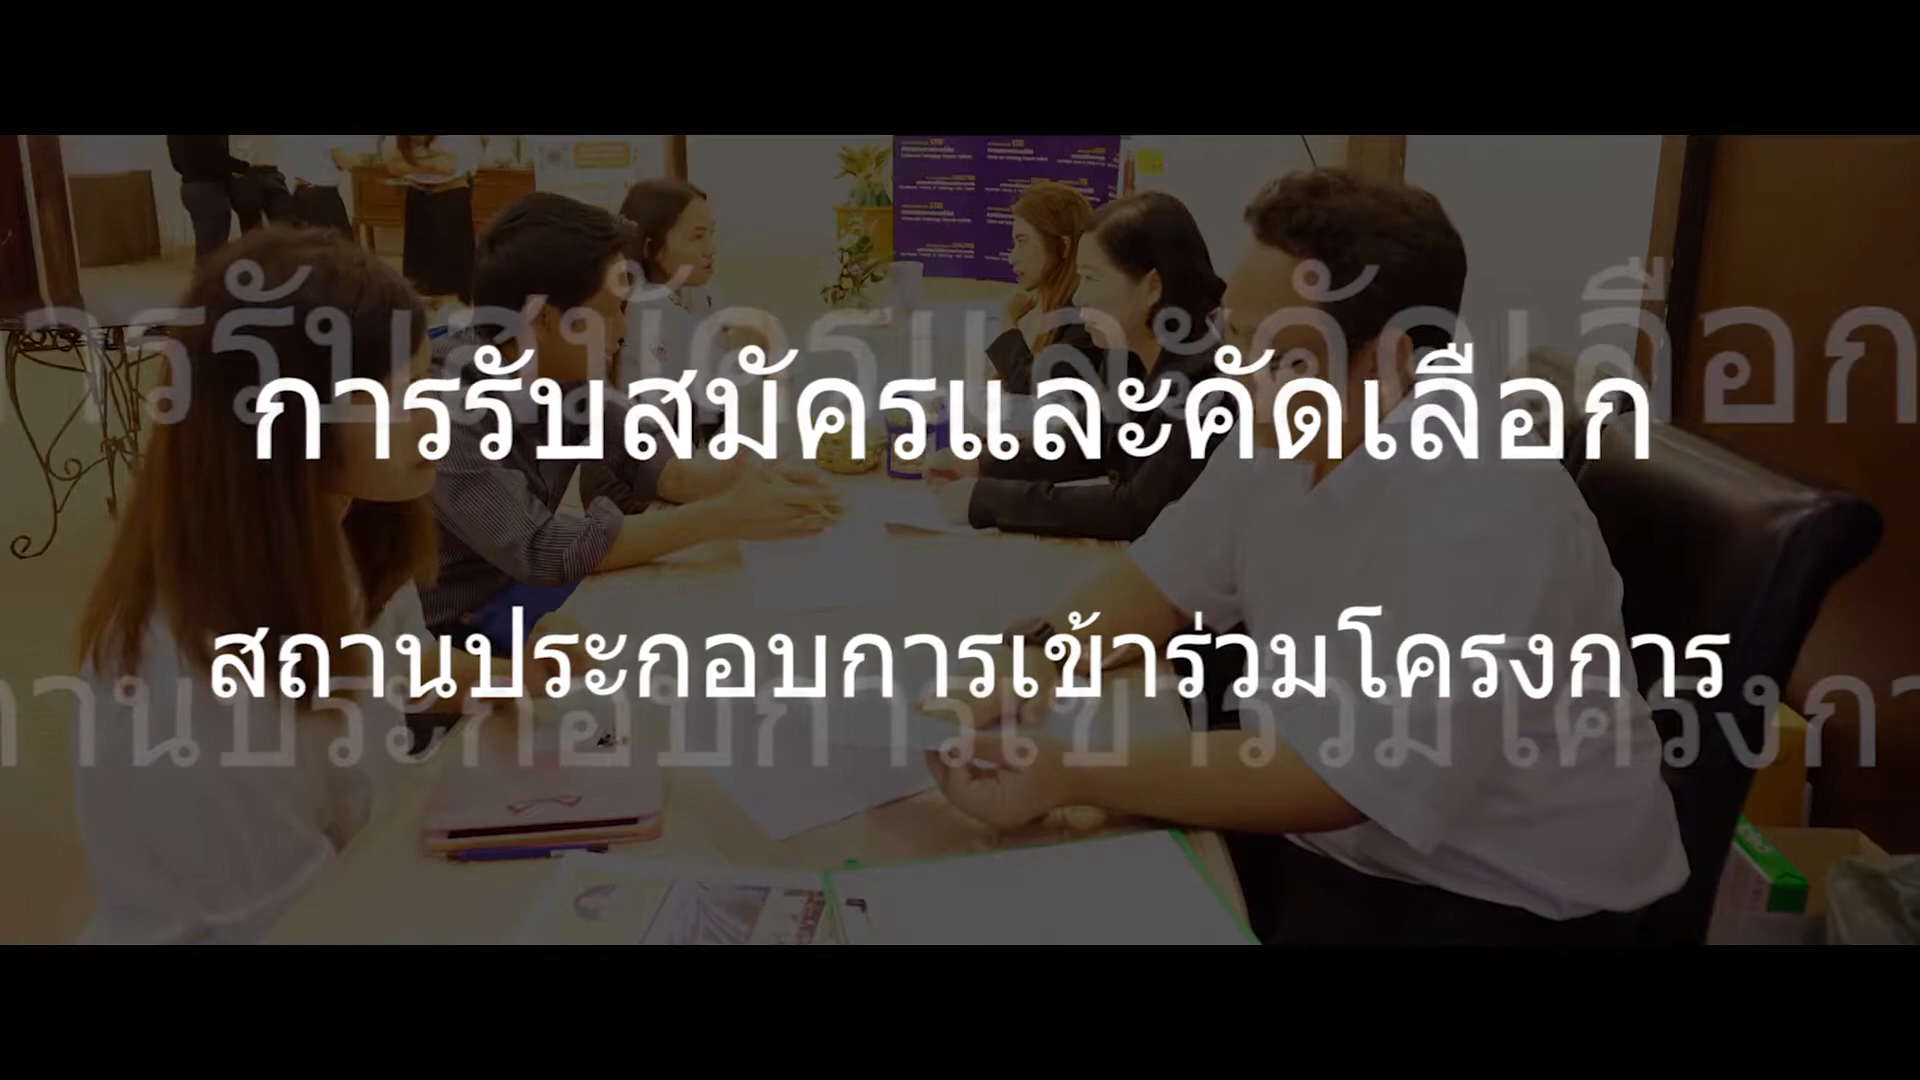 การรับสมัครและคัดเลือก
สถานประกอบการเข้าร่วมโครงการ